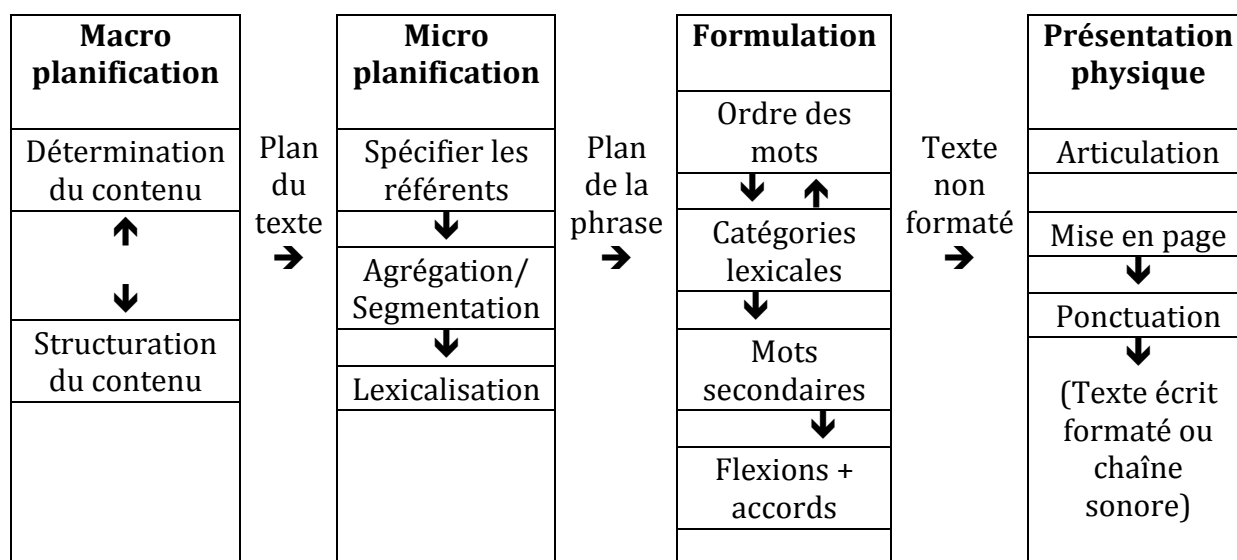 Macro
planification
Détermination
du contenu
Structuration
du contenu
Plan
du
texte
Micro
planification
Spécifier les
référents
Agrégation/
Segmentation
Lexicalisation
Plan
de la
phrase
Formulation
Ordre des
mots
Catégories
lexicales
Mots
secondaires
Flexions +
accords
Texte
non
formaté
Présentation
physique
Articulation
Mise en page
Ponctuation
(Texte écrit
formaté ou
chaîne
sonore)